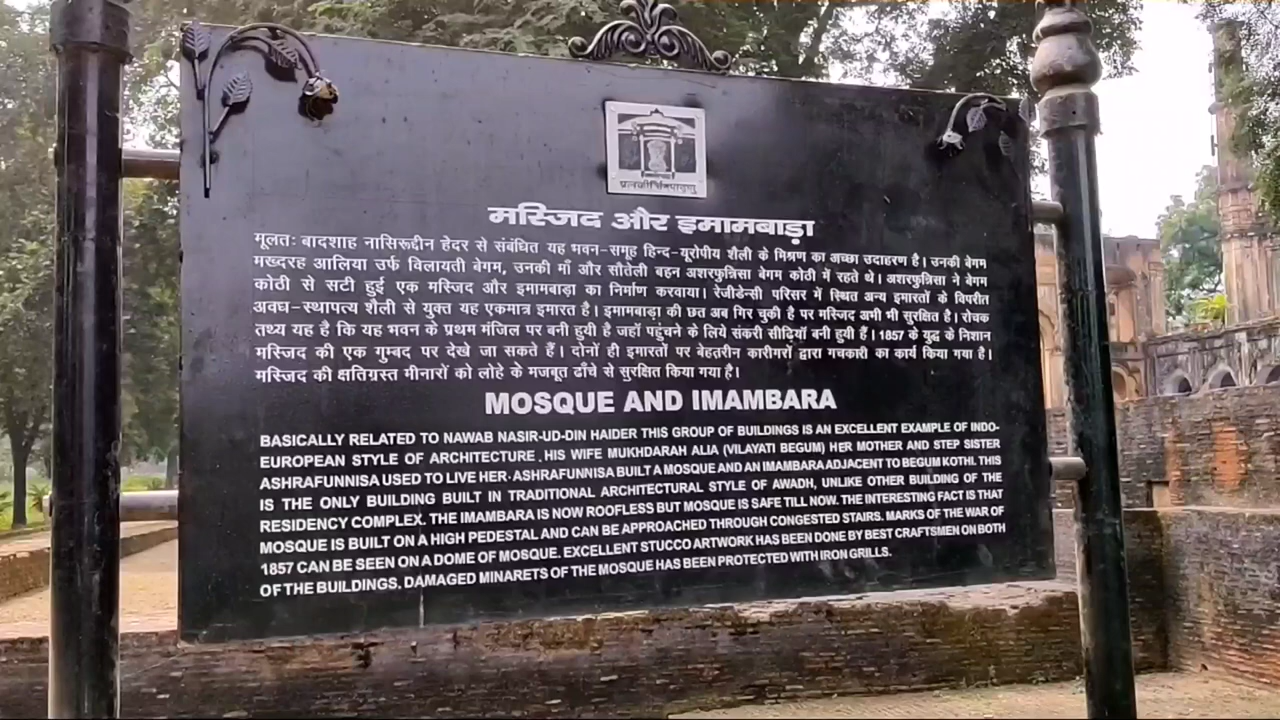 प्रत्नकीर्तिमपावृणु
मस्जिद और इमामबाड़ा
मूलतः बादशाह नासिरूद्दीन हेदर से संबंधित यह भवन-समूह हिन्द-यूरोपीय शैली के मिश्रण का अच्छा उदाहरण है। उनकी बेगम
मख्दरह आलिया उर्फ विलायती बेगम, उनकी माँ और सौतेली बहन अशरफुन्निसा बेगम कोठी में रहते थे। अशरफुन्निसा ने बेगम
कोठी से सटी हुई एक मस्जिद और इमामबाड़ा का निर्माण करवाया। रेजीडेन्सी परिसर में स्थित अन्य इमारतों के विपरीत
अवध-स्थापत्य शैली से युक्त यह एकमात्र इमारत है। इमामबाड़ा की छत अब गिर चुकी है पर मस्जिद अभी भी सुरक्षित है। रोचक
तथ्य यह है कि यह भवन के प्रथम मंजिल पर बनी हुयी है जहाँ पहुंचने के लिये संकरी सीढ़ियाँ बनी हुयी हैं। 1857 के युद्ध के निशान
मस्जिद की एक गुम्बद पर देखे जा सकते हैं। दोनों ही इमारतों पर बेहतरीन कारीगरों द्वारा गचकारी का कार्य किया गया है।
मस्जिद की क्षतिग्रस्त मीनारों को लोहे के मजबूत ढाँचे से सुरक्षित किया गया है।
MOSQUE AND IMAMBARA
BASICALLY RELATED TO NAWAB NASIR-UD-DIN HAIDER THIS GROUP OF BUILDINGS IS AN EXCELLENT EXAMPLE OF INDO-
EUROPEAN STYLE OF ARCHITECTURE . HIS WIFE MUKHDARAH ALIA (VILAYATI BEGUM) HER MOTHER AND STEP SISTER
ASHRAFUNNISA USED TO LIVE HER. ASHRAFUNNISA BUILT A MOSQUE AND AN IMAMBARA ADJACENT TO BEGUM KOTHI. THIS
IS THE ONLY BUILDING BUILT IN TRADITIONAL ARCHITECTURAL STYLE OF AWADH, UNLIKE OTHER BUILDING OF THE
RESIDENCY COMPLEX. THE IMAMBARA IS NOW ROOFLESS BUT MOSQUE IS SAFE TILL NOW. THE INTERESTING FACT IS THAT
MOSQUE IS BUILT ON A HIGH PEDESTAL AND CAN BE APPROACHED THROUGH CONGESTED STAIRS. MARKS OF THE WAR OF
1857 CAN BE SEEN ON A DOME OF MOSQUE. EXCELLENT STUCCO ARTWORK HAS BEEN DONE BY BEST CRAFTSMEN ON BOTH
OF THE BUILDINGS. DAMAGED MINARETS OF THE MOSQUE HAS BEEN PROTECTED WITH IRON GRILLS.